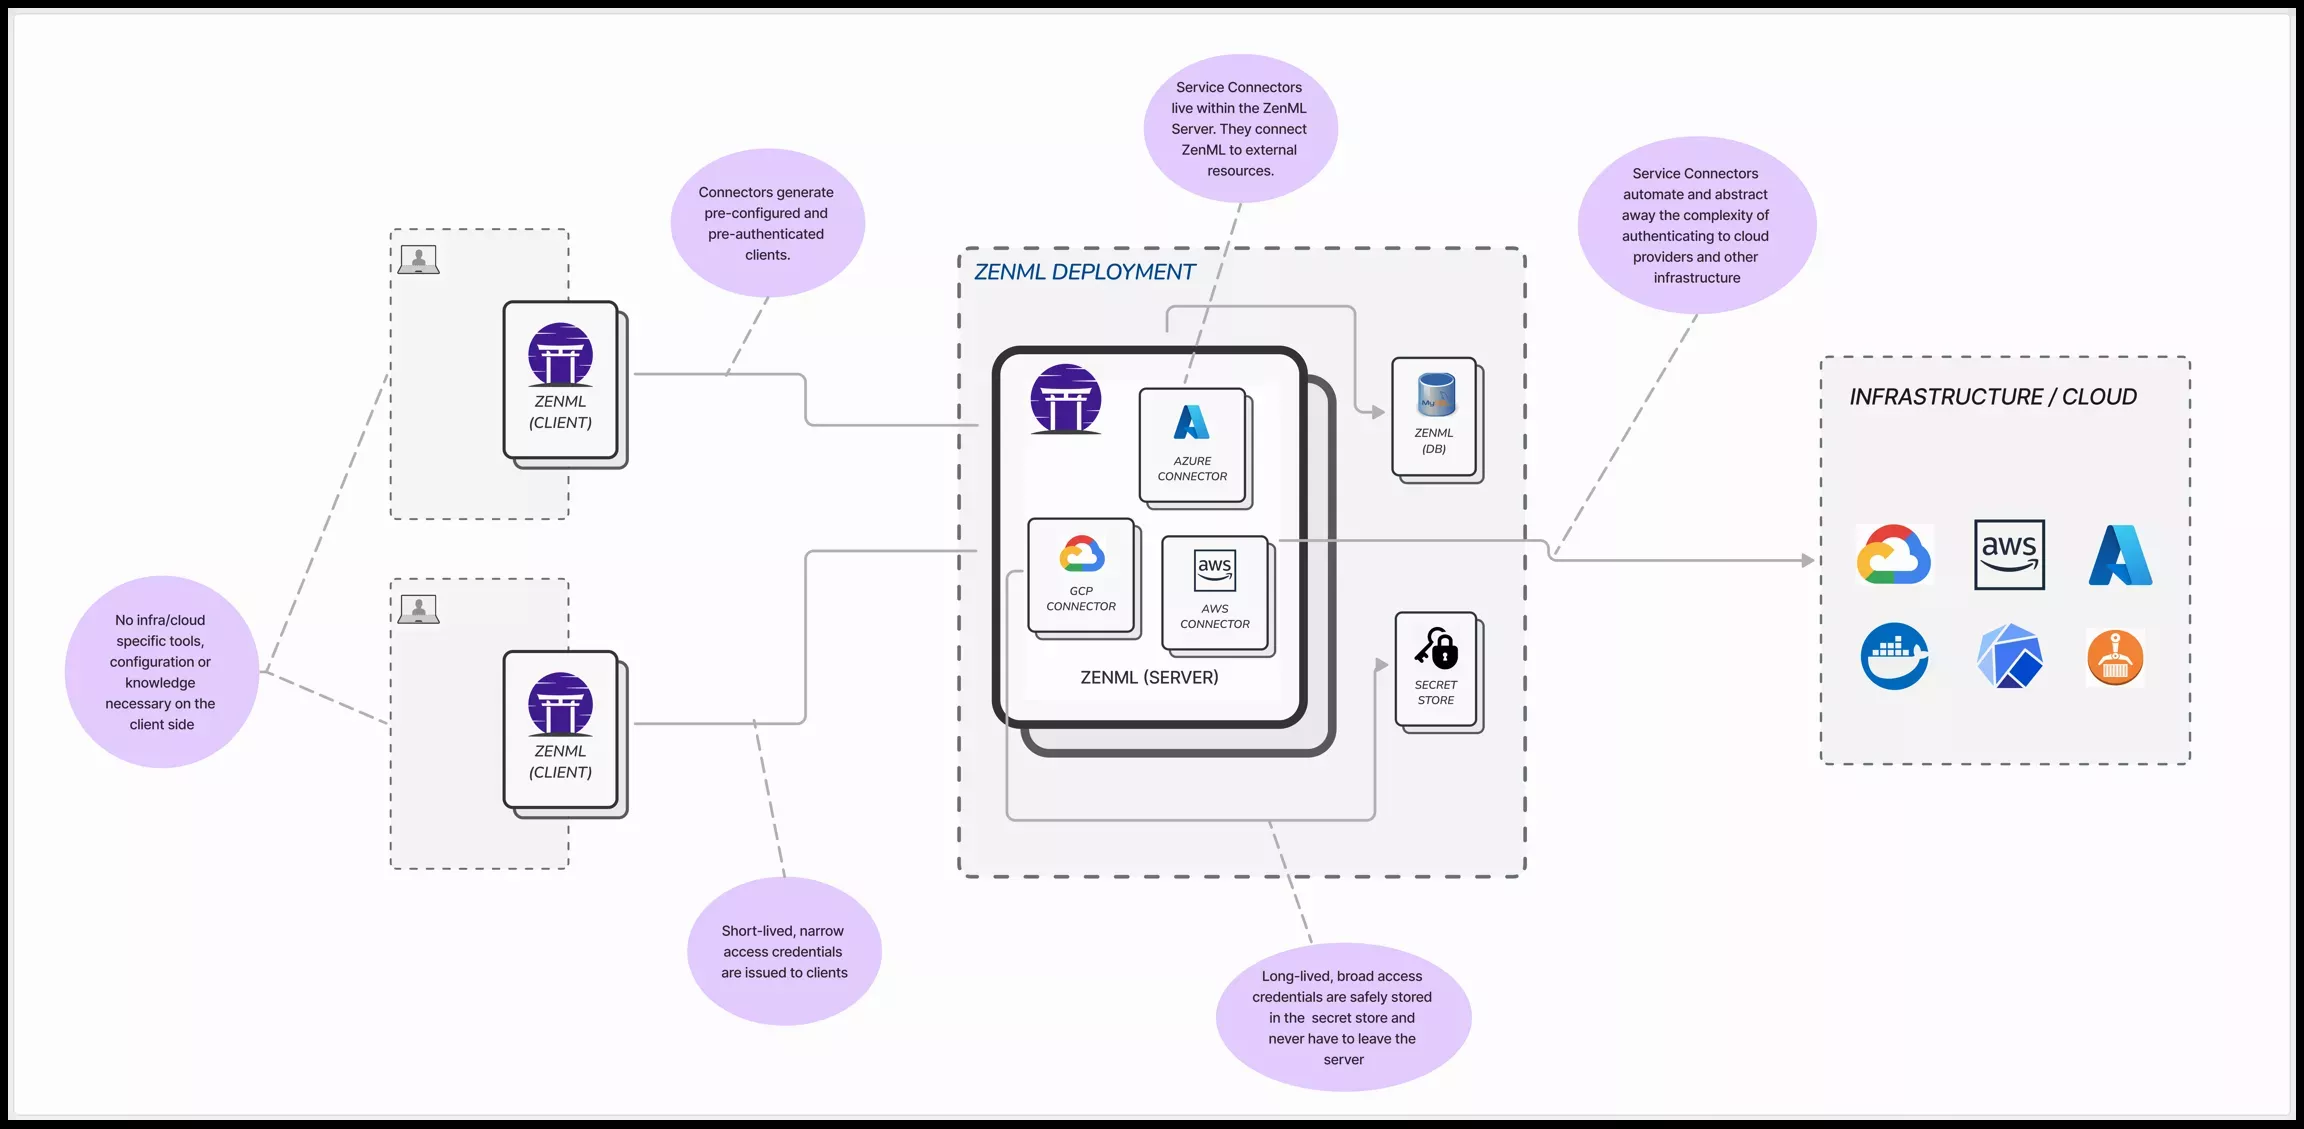 Service Connectors
live within the ZenML
Server. They connect
ZenML to external
resources.
Connectors generate
pre-configured and
pre-authenticated
clients.
Service Connectors
automate and abstract
away the complexity of
authenticating to cloud
providers and other
infrastructure
ZENML DEPLOYMENT
ZENML
(CLIENT)
AZURE
CONNECTOR
MySQL
ZENML
(DB)
INFRASTRUCTURE / CLOUD
GCP
CONNECTOR
aws
AWS
CONNECTOR
ZENML (SERVER)
SECRET
STORE
aws
No infra/cloud
specific tools,
configuration or
knowledge
necessary on the
client side
ZENML
(CLIENT)
Short-lived, narrow
access credentials
are issued to clients
Long-lived, broad access
credentials are safely stored
in the  secret store and
never have to leave the
server